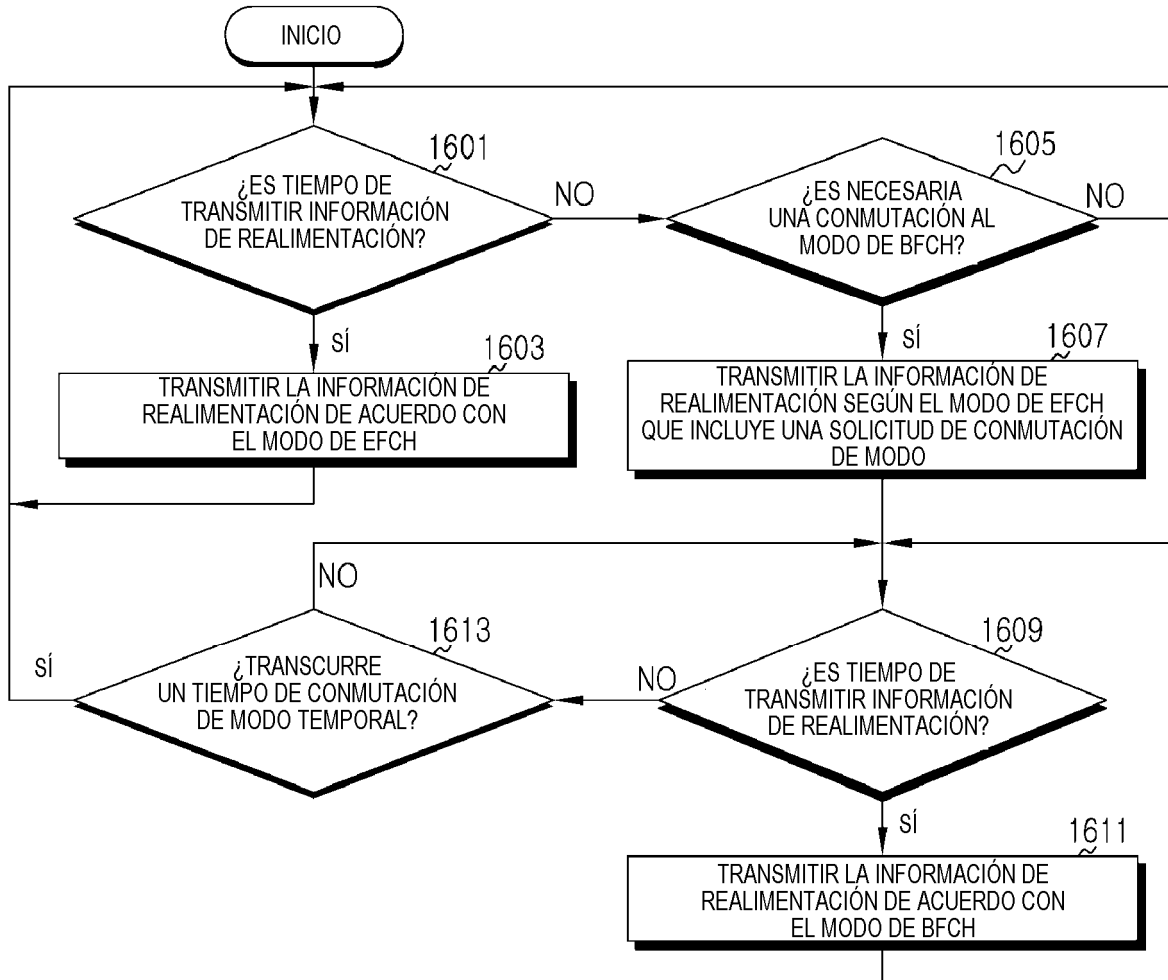 INICIO
1601
¿ES TIEMPO DE
TRANSMITIR INFORMACIÓN
DE REALIMENTACIÓN?
NO
1605
¿ES NECESARIA
UNA CONMUTACIÓN AL
MODO DE BFCH?
NO
SÍ
1603
TRANSMITIR LA INFORMACIÓN DE
REALIMENTACIÓN DE ACUERDO CON
EL MODO DE EFCH
SÍ
1607
TRANSMITIR LA INFORMACIÓN DE
REALIMENTACIÓN SEGÚN EL MODO DE EFCH
QUE INCLUYE UNA SOLICITUD DE CONMUTACIÓN
DE MODO
NO
1613
¿TRANSCURRE
UN TIEMPO DE CONMUTACIÓN
DE MODO TEMPORAL?
SÍ
NO
1609
¿ES TIEMPO DE
TRANSMITIR INFORMACIÓN
DE REALIMENTACIÓN?
SÍ
1611
TRANSMITIR LA INFORMACIÓN DE
REALIMENTACIÓN DE ACUERDO CON
EL MODO DE BFCH